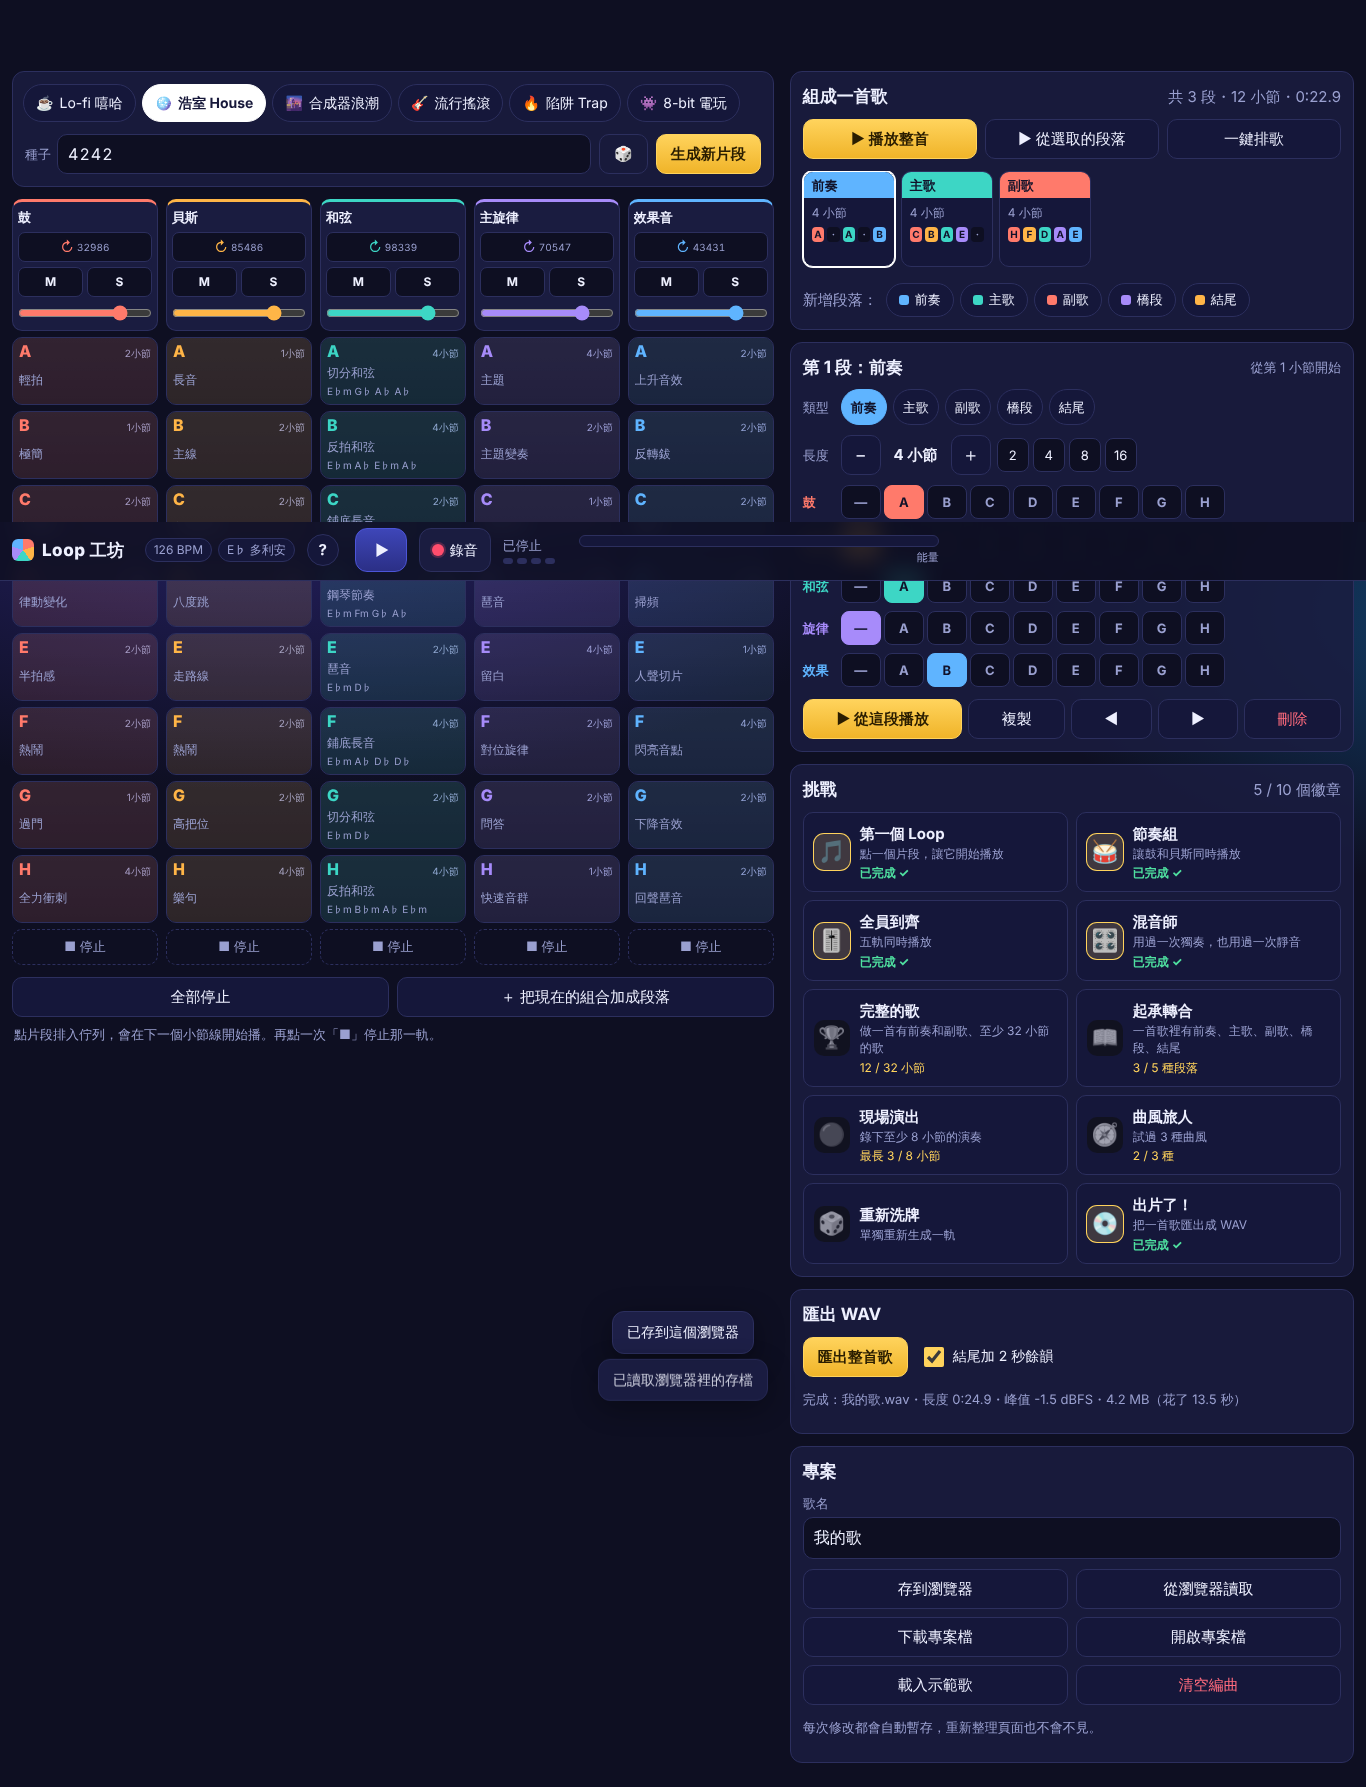 Lo-fi 嘻哈
浩室 House
合成器浪潮
流行搖滾
陷阱 Trap
8-bit 電玩
種子
4242
生成新片段
鼓
貝斯
和弦
主旋律
效果音
32986
85486
98339
70547
43431
M S
M S
M S
M S
M S
A 2小節
輕拍
A 1小節
長音
A 4小節
切分和弦
E♭m G♭ A♭ A♭
A 4小節
主題
A 2小節
上升音效
B 1小節
極簡
B 2小節
主線
B 4小節
反拍和弦
E♭m A♭ E♭m A♭
B 2小節
主題變奏
B 2小節
反轉鈸
C 2小節
C 2小節
C 2小節
鋪底長音
C 1小節
C 2小節
Loop 工坊
126 BPM
E♭ 多利安
?
▶
錄音
已停止
能量
律動變化
八度跳
鋼琴節奏
E♭m Fm G♭ A♭
琶音
掃頻
E 2小節
半拍感
E 2小節
走路線
E 2小節
琶音
E♭m D♭
E 4小節
留白
E 1小節
人聲切片
F 2小節
熱鬧
F 2小節
熱鬧
F 4小節
鋪底長音
E♭m A♭ D♭ D♭
F 2小節
對位旋律
F 4小節
閃亮音點
G 1小節
過門
G 2小節
高把位
G 2小節
切分和弦
E♭m D♭
G 2小節
問答
G 2小節
下降音效
H 4小節
全力衝刺
H 4小節
樂句
H 4小節
反拍和弦
E♭m B♭m A♭ E♭m
H 1小節
快速音群
H 2小節
回聲琶音
■ 停止
■ 停止
■ 停止
■ 停止
■ 停止
全部停止
＋ 把現在的組合加成段落
點片段排入佇列，會在下一個小節線開始播。再點一次「■」停止那一軌。
已存到這個瀏覽器
已讀取瀏覽器裡的存檔
組成一首歌
共 3 段・12 小節・0:22.9
▶ 播放整首
▶ 從選取的段落
一鍵排歌
前奏
4 小節
A · A · B
主歌
4 小節
C B A E ·
副歌
4 小節
H F D A E
新增段落：
前奏
主歌
副歌
橋段
結尾
第 1 段：前奏
從第 1 小節開始
類型 前奏 主歌 副歌 橋段 結尾
長度 − 4 小節 ＋ 2 4 8 16
鼓 — A B C D E F G H
和弦 — A B C D E F G H
旋律 — A B C D E F G H
效果 — A B C D E F G H
▶ 從這段播放
複製
◀
▶
刪除
挑戰
5 / 10 個徽章
第一個 Loop
點一個片段，讓它開始播放
已完成 ✓
節奏組
讓鼓和貝斯同時播放
已完成 ✓
全員到齊
五軌同時播放
已完成 ✓
混音師
用過一次獨奏，也用過一次靜音
已完成 ✓
完整的歌
做一首有前奏和副歌、至少 32 小節
的歌
12 / 32 小節
起承轉合
一首歌裡有前奏、主歌、副歌、橋
段、結尾
3 / 5 種段落
現場演出
錄下至少 8 小節的演奏
最長 3 / 8 小節
曲風旅人
試過 3 種曲風
2 / 3 種
重新洗牌
單獨重新生成一軌
出片了！
把一首歌匯出成 WAV
已完成 ✓
匯出 WAV
匯出整首歌
結尾加 2 秒餘韻
完成：我的歌.wav・長度 0:24.9・峰值 -1.5 dBFS・4.2 MB（花了 13.5 秒）
專案
歌名
我的歌
存到瀏覽器
從瀏覽器讀取
下載專案檔
開啟專案檔
載入示範歌
清空編曲
每次修改都會自動暫存，重新整理頁面也不會不見。